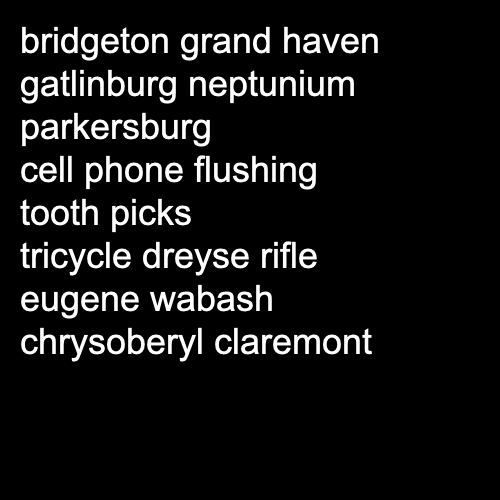 bridgeton grand haven
gatlinburg neptunium
parkersburg
cell phone flushing
tooth picks
tricycle dreyse rifle
eugene wabash
chrysoberyl claremont